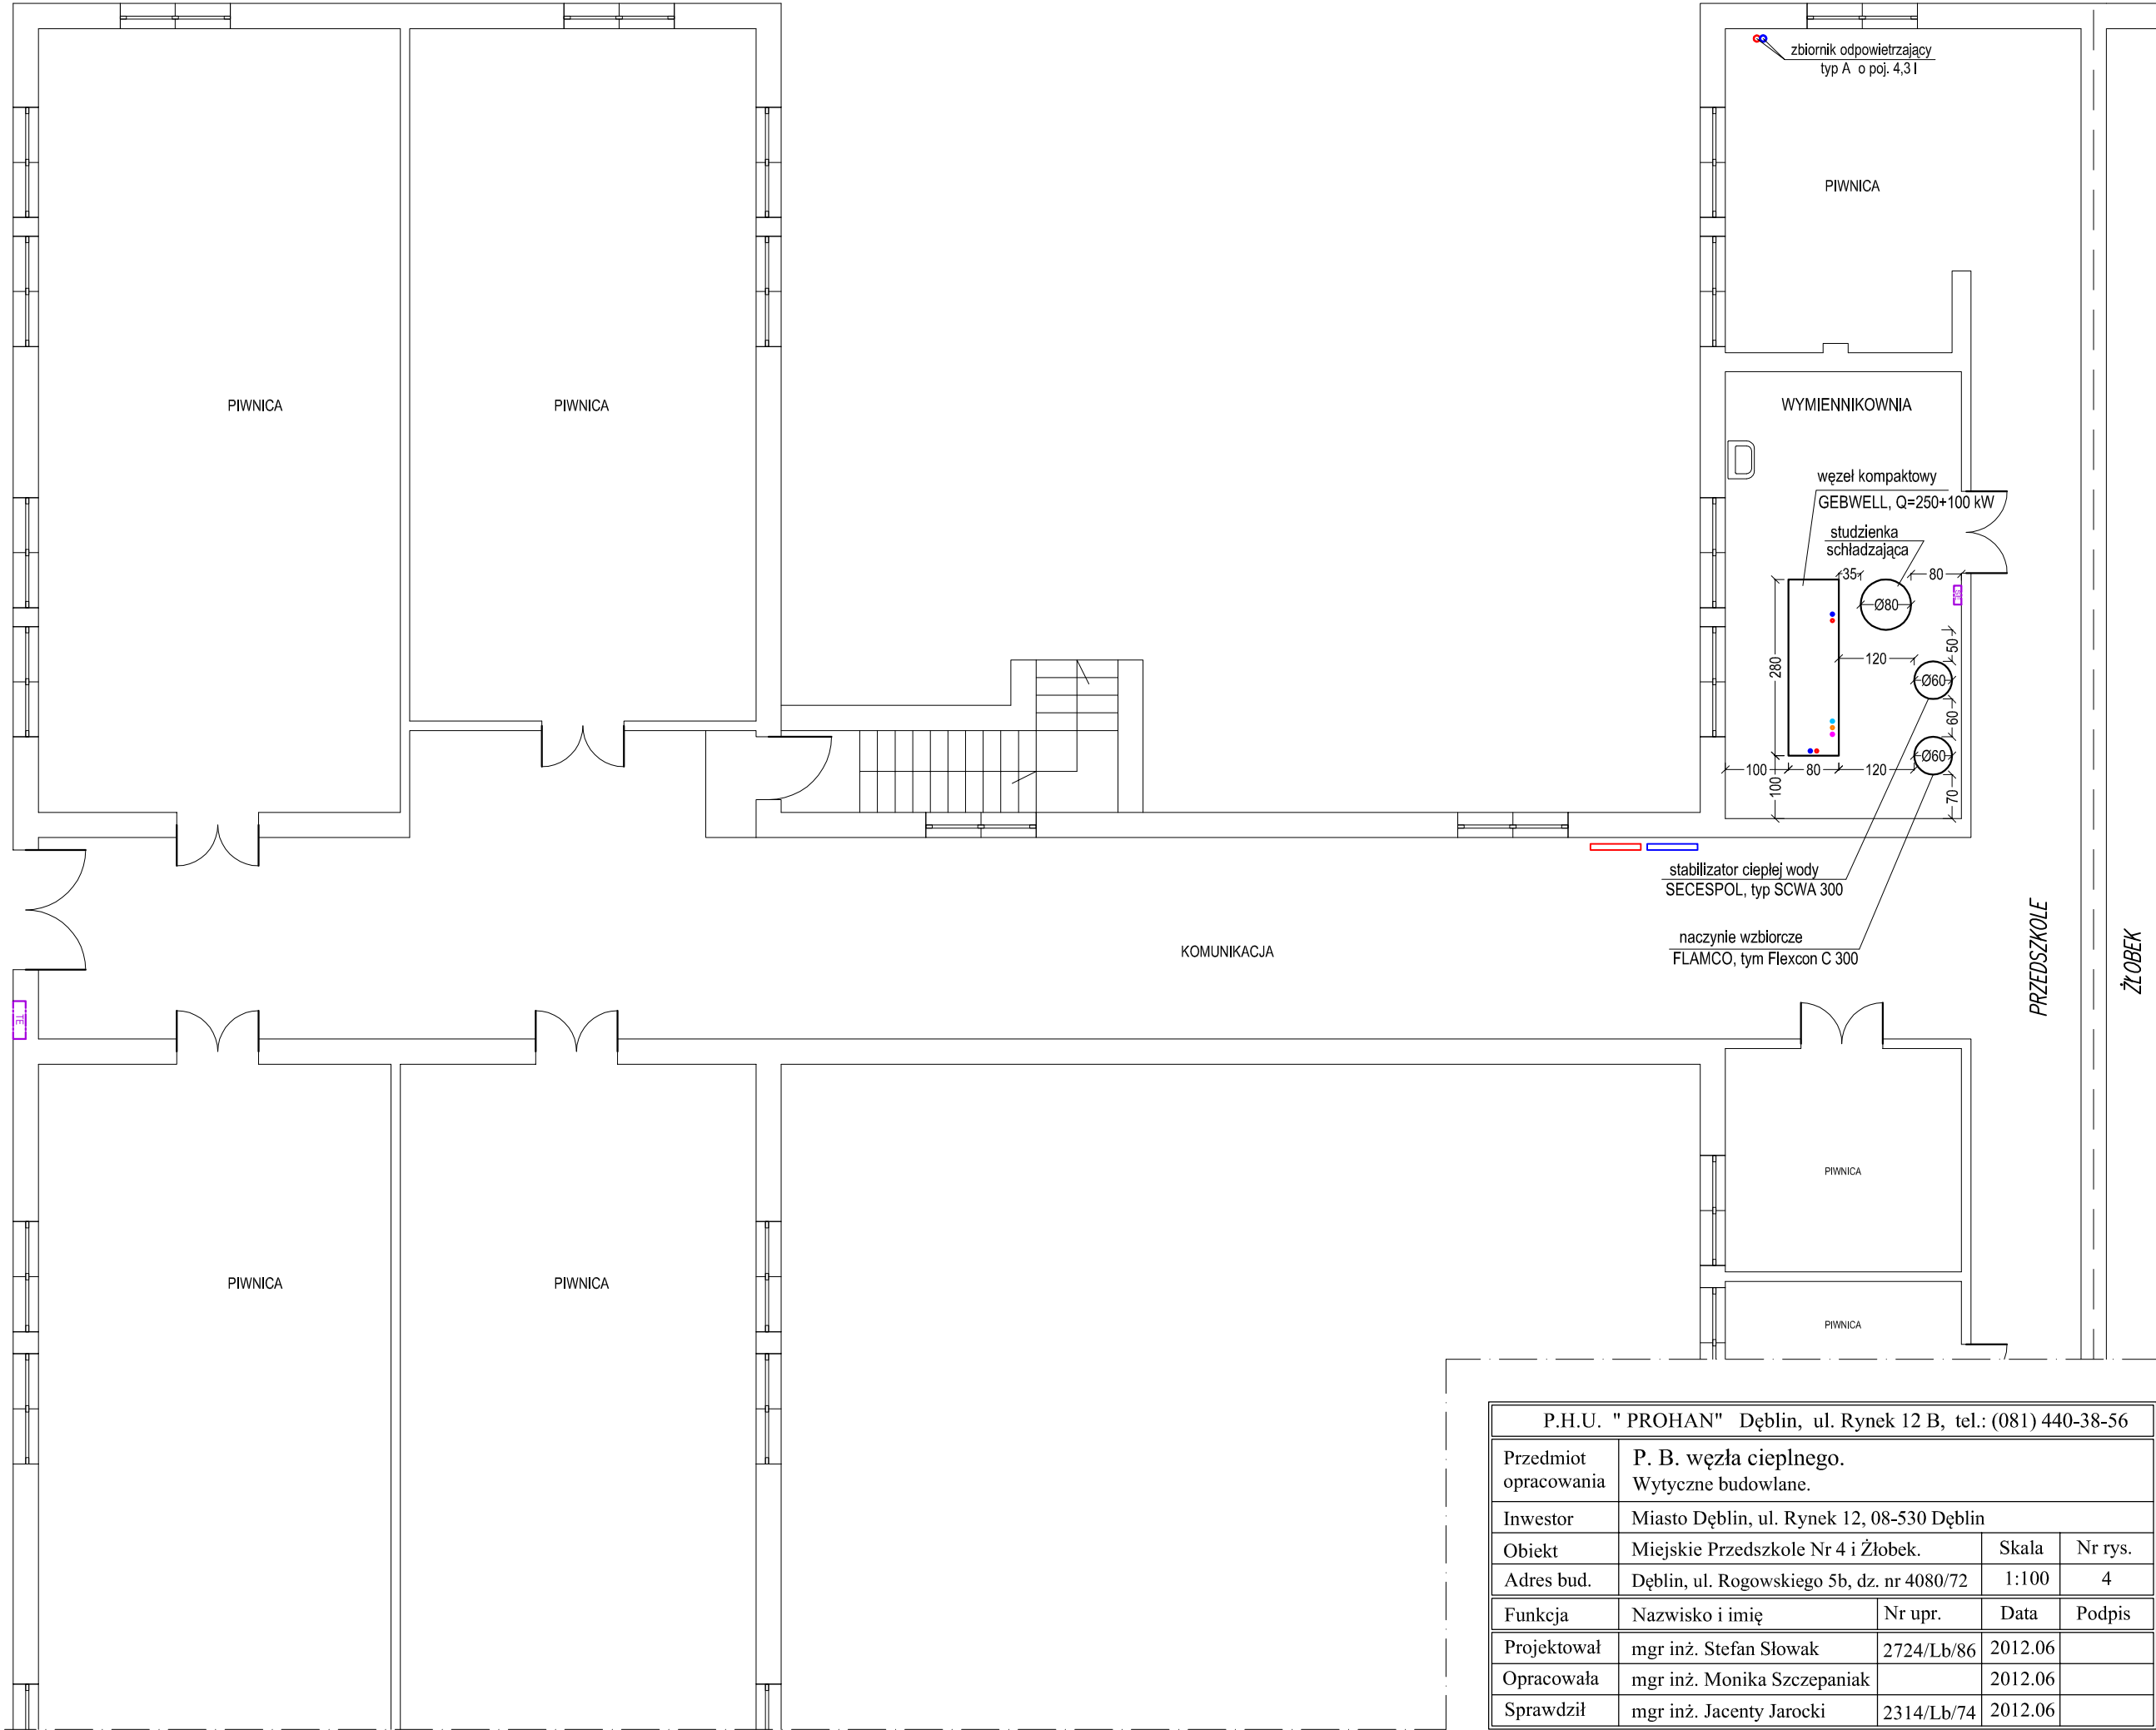 zbiornik odpowietrzający
typ A o poj. 4,3 l
PIWNICA
PIWNICA
PIWNICA
WYMIENNIKOWNIA
węzeł kompaktowy
GEBWELL, Q=250+100 kW
studzienka
schładzająca
35
80
Ø80
50
280
120
Ø60
60
Ø60
100
80
120
100
70
stabilizator ciepłej wody
SECESPOL, typ SCWA 300
naczynie wzbiorcze
FLAMCO, tym Flexcon C 300
KOMUNIKACJA
PRZEDSZKOLE
ŻŁOBEK
TE
PIWNICA
PIWNICA
PIWNICA
PIWNICA
P.H.U. " PROHAN" Dęblin, ul. Rynek 12 B, tel.: (081) 440-38-56
Przedmiot opracowania
P. B. węzła cieplnego.
Wytyczne budowlane.
Inwestor Miasto Dęblin, ul. Rynek 12, 08-530 Dęblin
Obiekt Miejskie Przedszkole Nr 4 i Żłobek. Skala Nr rys.
Adres bud. Dęblin, ul. Rogowskiego 5b, dz. nr 4080/72 1:100 4
Funkcja Nazwisko i imię Nr upr. Data Podpis
Projektował mgr inż. Stefan Słowak 2724/Lb/86 2012.06
Opracowała mgr inż. Monika Szczepaniak 2012.06
Sprawdził mgr inż. Jacenty Jarocki 2314/Lb/74 2012.06